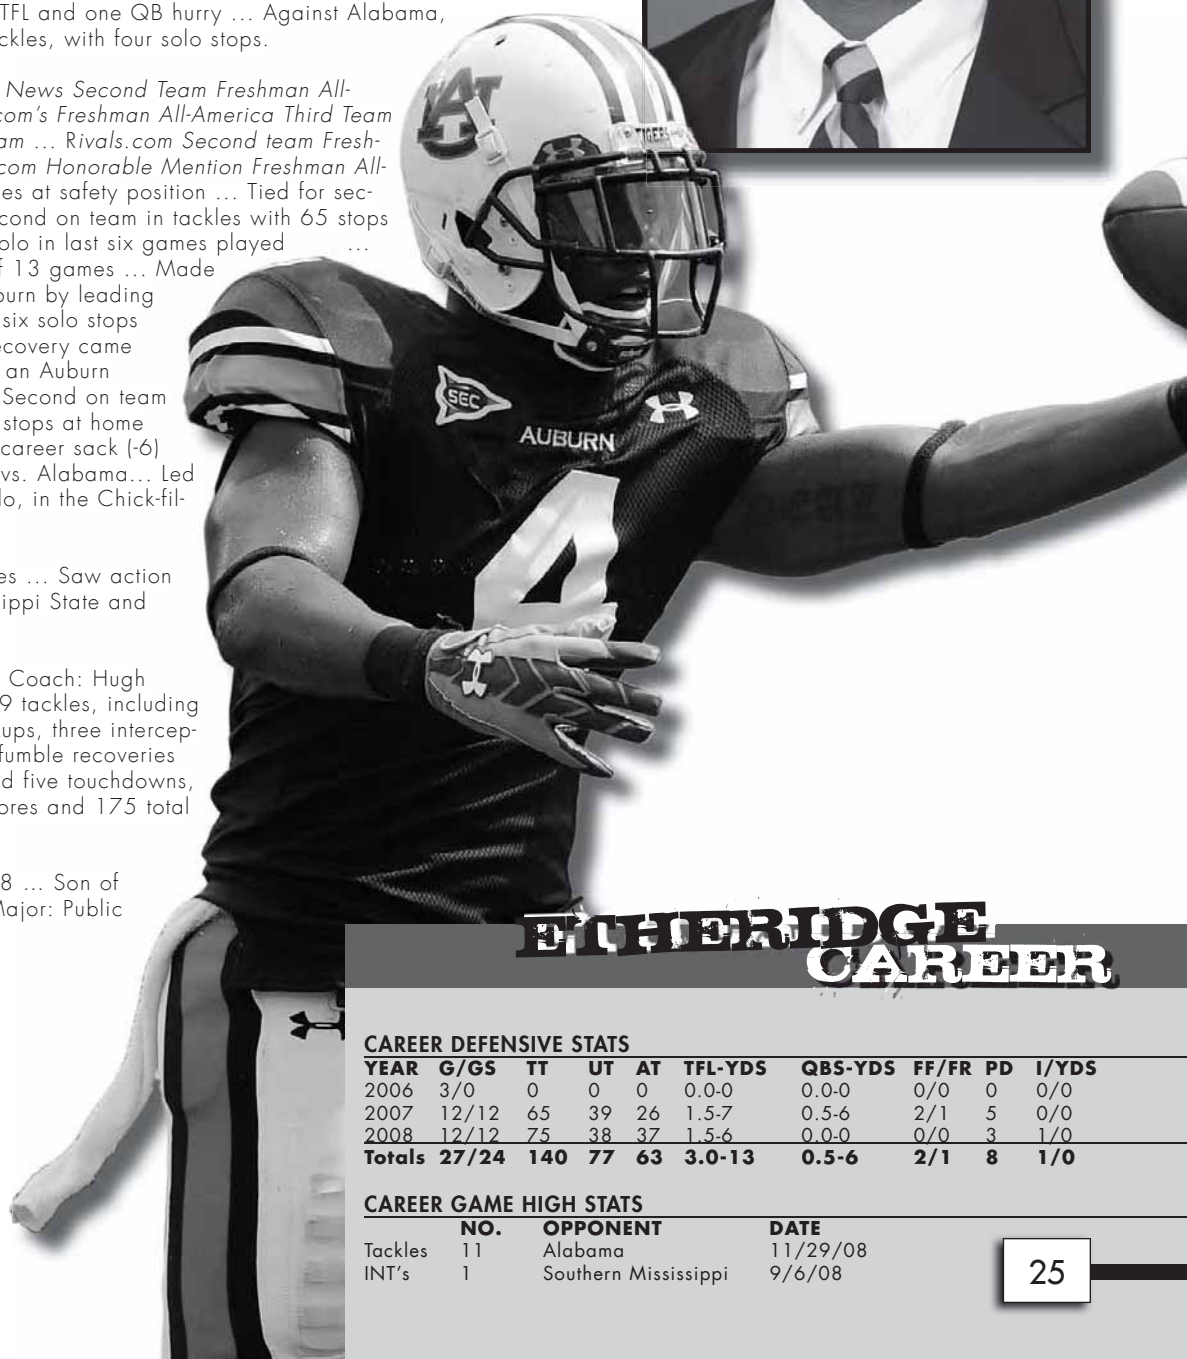 TFL and one QB hurry ... Against Alabama,
ckles, with four solo stops.
News Second Team Freshman All-
com's Freshman All-America Third Team
am ... Rivals.com Second team Fresh-
com Honorable Mention Freshman All-
es at safety position ... Tied for sec-
cond on team in tackles with 65 stops
olo in last six games played ...
f 13 games ... Made
burn by leading
six solo stops
ecovery came
an Auburn
Second on team
stops at home
career sack (-6)
vs. Alabama... Led
lo, in the Chick-fil-
es ... Saw action
ippi State and
Coach: Hugh
9 tackles, including
ups, three intercep-
fumble recoveries
d five touchdowns,
ores and 175 total
8 ... Son of
Major: Public
TIGERS
SEC
AUBURN
4
ETHERIDGE
CAREER
CAREER DEFENSIVE STATS
YEAR G/GS TT UT AT TFL-YDS QBS-YDS FF/FR PD I/YDS
2006 3/0 0 0 0 0.0-0 0.0-0 0/0 0 0/0
2007 12/12 65 39 26 1.5-7 0.5-6 2/1 5 0/0
2008 12/12 75 38 37 1.5-6 0.0-0 0/0 3 1/0
Totals 27/24 140 77 63 3.0-13 0.5-6 2/1 8 1/0
CAREER GAME HIGH STATS
NO. OPPONENT DATE
Tackles 11 Alabama 11/29/08
INT's 1 Southern Mississippi 9/6/08
25